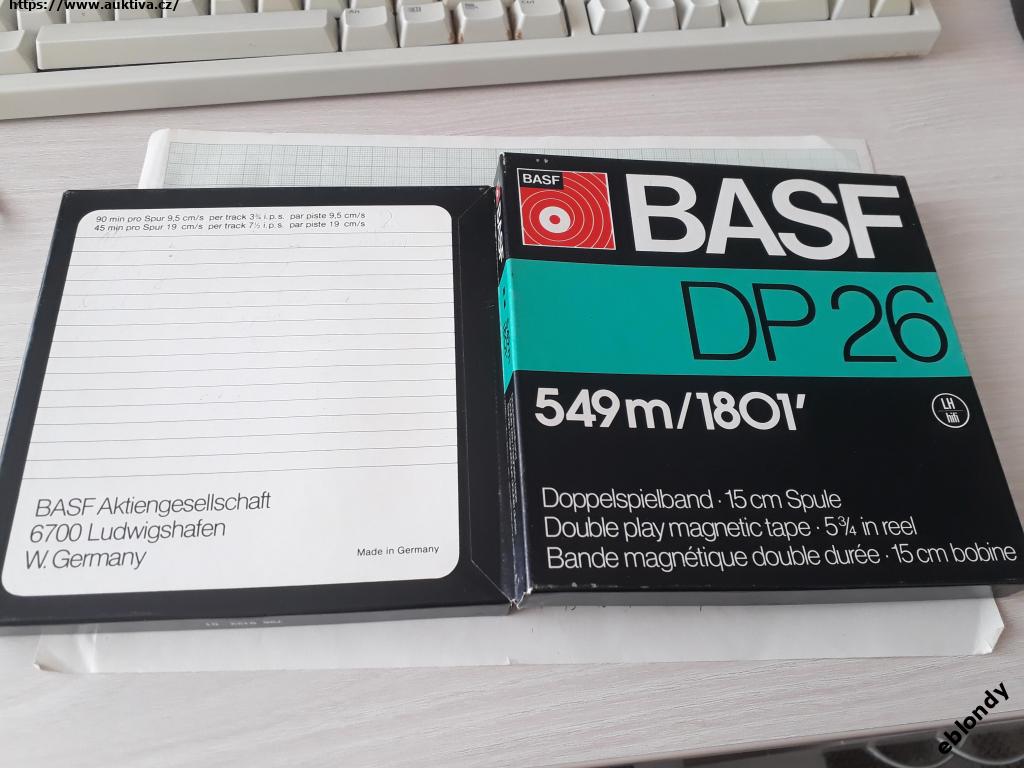 https://www.auktiva.cz/
90 min pro Spur 9,5 cm/s per track 3¾ i.p.s. par piste 9,5 cm/s
45 min pro Spur 19 cm/s per track 7½ i.p.s. par piste 19 cm/s
BASF Aktiengesellschaft
6700 Ludwigshafen
W. Germany
Made in Germany
BASF
BASF
DP 26
549 m/1801'
LH
hifi
Doppelspielband · 15 cm Spule
Double play magnetic tape · 5¾ in reel
Bande magnétique double durée · 15 cm bobine
eblondy